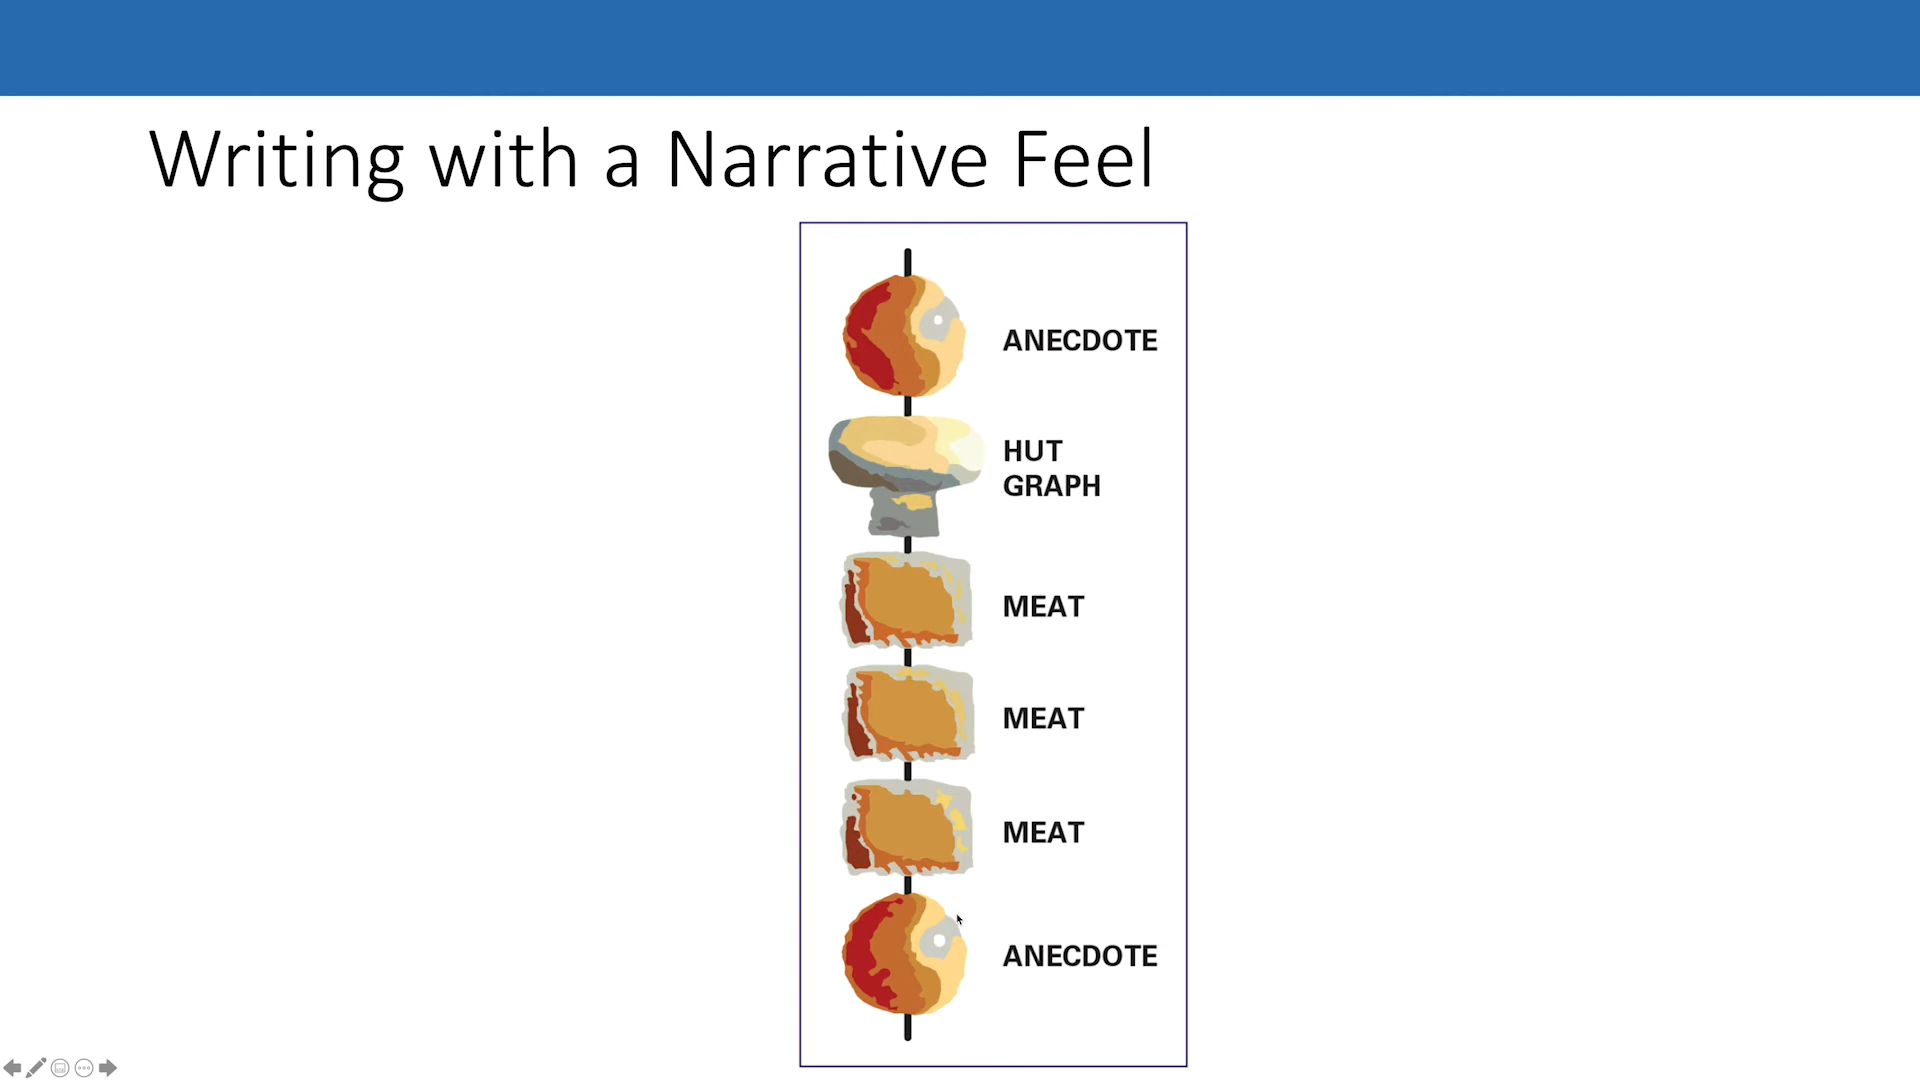 Writing with a Narrative Feel
ANECDOTE
HUT
GRAPH
MEAT
MEAT
MEAT
ANECDOTE